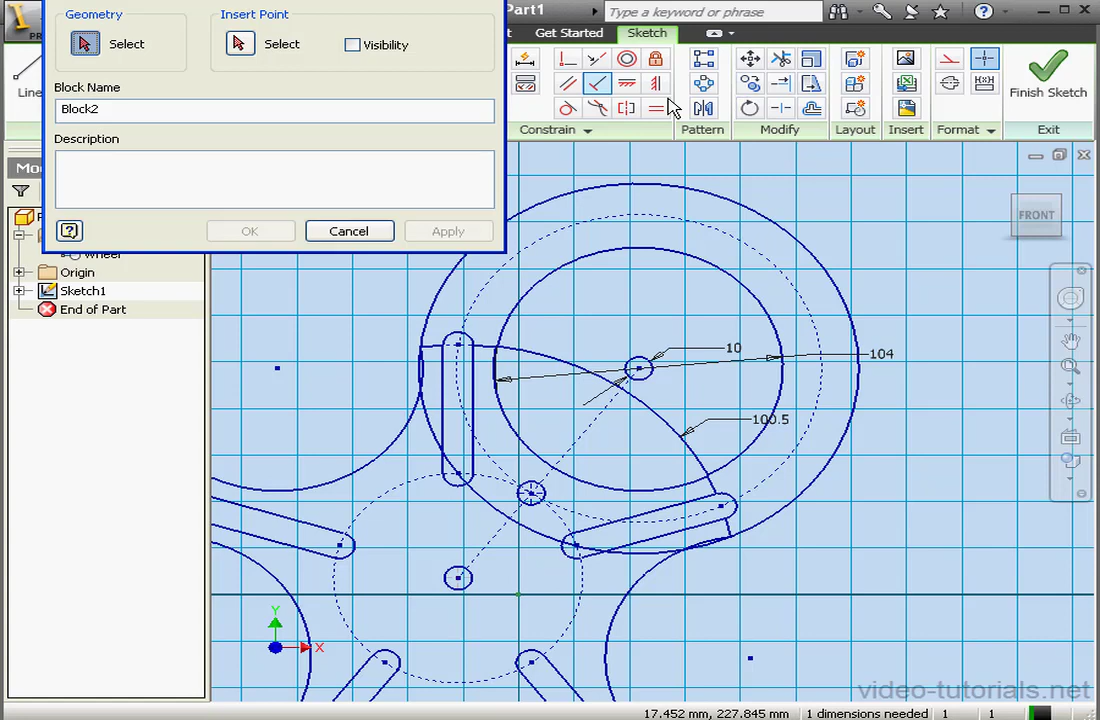 Part1
Type a keyword or phrase
Geometry
Insert Point
Select
Select
Visibility
Get Started
Sketch
Line
Block Name
Block2
Description
OK
Cancel
Apply
Finish Sketch
Constrain
Pattern
Modify
Layout
Insert
Format
Exit
Origin
Sketch1
End of Part
FRONT
10
104
100.5
Y
X
video-tutorials.net
17.452 mm, 227.845 mm
1 dimensions needed
1
1